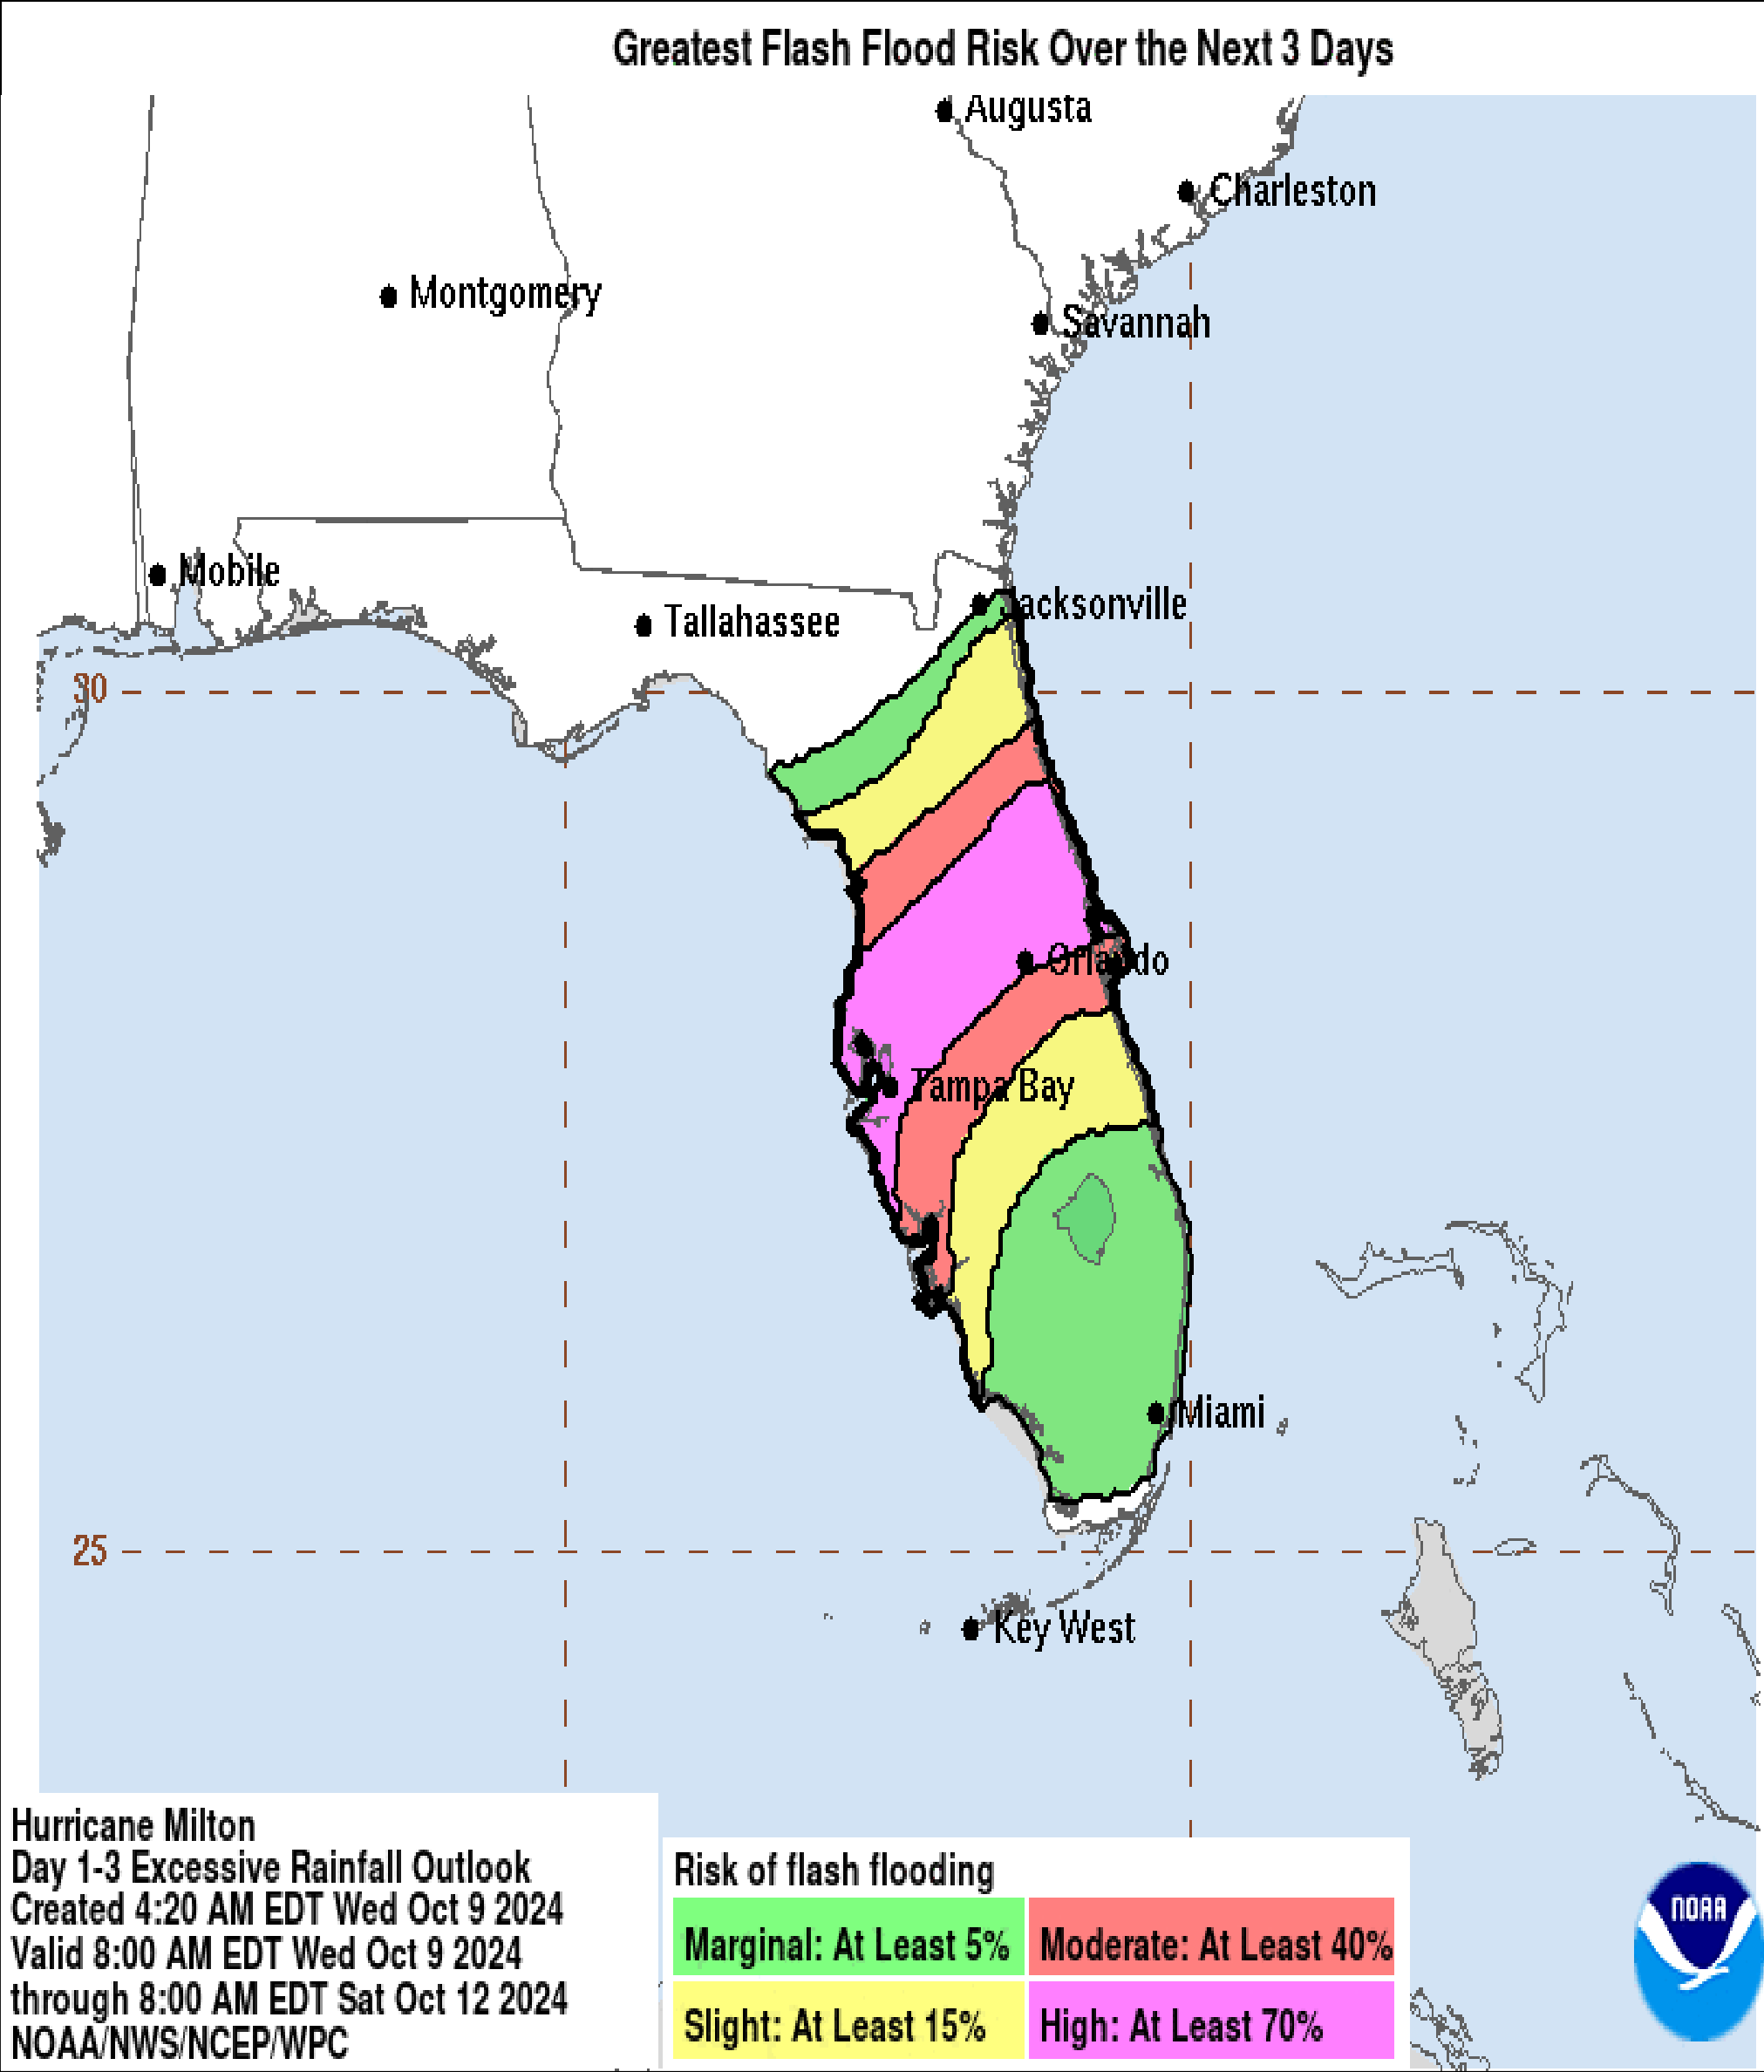 Greatest Flash Flood Risk Over the Next 3 Days
Augusta
Charleston
Montgomery
Savannah
Mobile
Jacksonville
Tallahassee
30
Orlando
Tampa Bay
Miami
25
Key West
Hurricane Milton
Day 1-3 Excessive Rainfall Outlook
Created 4:20 AM EDT Wed Oct 9 2024
Valid 8:00 AM EDT Wed Oct 9 2024
through 8:00 AM EDT Sat Oct 12 2024
NOAA/NWS/NCEP/WPC
Risk of flash flooding
Marginal: At Least 5%
Moderate: At Least 40%
Slight: At Least 15%
High: At Least 70%
NOAA